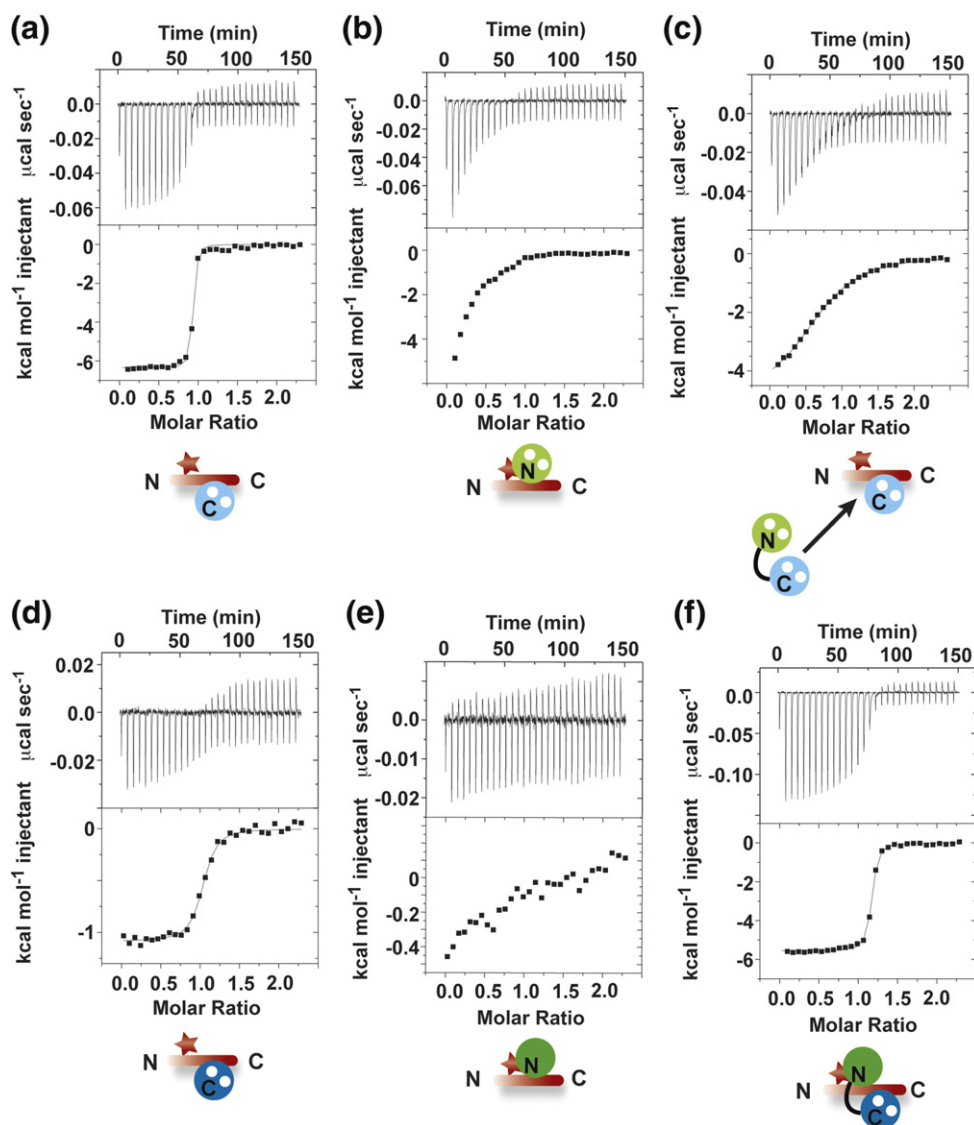 (a)
Time (min)
0 50 100 150
μcal sec⁻¹
0.0
-0.02
-0.04
-0.06
kcal mol⁻¹ injectant
0
-2
-4
-6
0.0 0.5 1.0 1.5 2.0
Molar Ratio
N C
C
(b)
Time (min)
0 50 100 150
μcal sec⁻¹
0.0
-0.02
-0.04
-0.06
kcal mol⁻¹ injectant
0
-2
-4
0.0 0.5 1.0 1.5 2.0
Molar Ratio
N
N C
(c)
Time (min)
0 50 100 150
μcal sec⁻¹
0.0
-0.02
-0.04
kcal mol⁻¹ injectant
0
-2
-4
0.0 0.5 1.0 1.5 2.0
Molar Ratio
N C
C
N
C
(d)
Time (min)
0 50 100 150
μcal sec⁻¹
0.02
0.0
-0.02
kcal mol⁻¹ injectant
0
-1
0.0 0.5 1.0 1.5 2.0
Molar Ratio
N C
C
(e)
Time (min)
0 50 100 150
μcal sec⁻¹
0.0
-0.01
-0.02
kcal mol⁻¹ injectant
0
-0.2
-0.4
0.0 0.5 1.0 1.5 2.0
Molar Ratio
N
N C
(f)
Time (min)
0 50 100 150
μcal sec⁻¹
0.0
-0.05
-0.10
kcal mol⁻¹ injectant
0
-2
-4
-6
0.0 0.5 1.0 1.5 2.0
Molar Ratio
N
N C
C